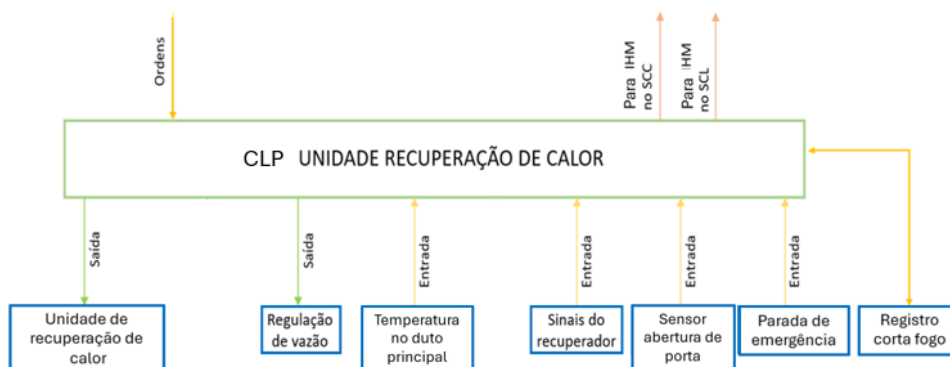 Ordens
Para IHM
no SCC
Para IHM
no SCL
CLP UNIDADE RECUPERAÇÃO DE CALOR
Saída
Saída
Entrada
Entrada
Entrada
Entrada
Unidade de
recuperação de
calor
Regulação
de vazão
Temperatura
no duto
principal
Sinais do
recuperador
Sensor
abertura de
porta
Parada de
emergência
Registro
corta fogo